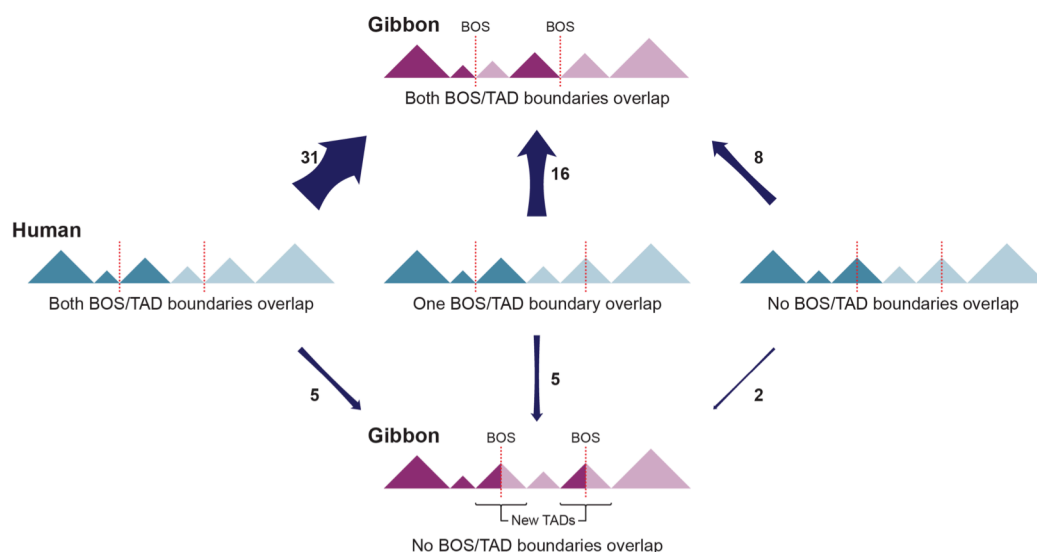 Gibbon
BOS BOS
Both BOS/TAD boundaries overlap
31
16
8
Human
Both BOS/TAD boundaries overlap
One BOS/TAD boundary overlap
No BOS/TAD boundaries overlap
5
5
2
Gibbon
BOS BOS
New TADs
No BOS/TAD boundaries overlap